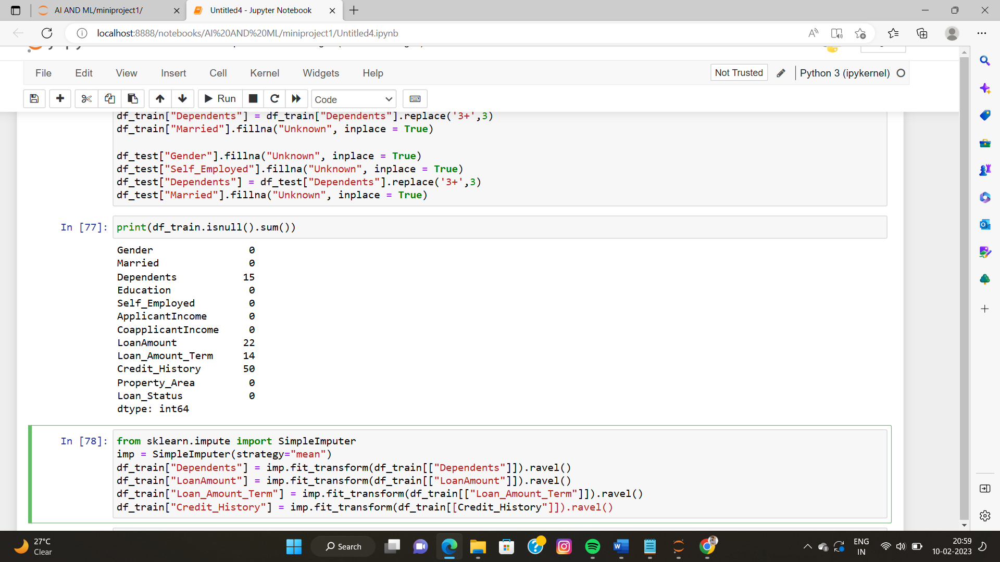 AI AND ML/miniproject1/
Untitled4 - Jupyter Notebook
localhost:8888/notebooks/AI%20AND%20ML/miniproject1/Untitled4.ipynb
File Edit View Insert Cell Kernel Widgets Help
Not Trusted
Python 3 (ipykernel)
Run
Code
df_train["Dependents"] = df_train["Dependents"].replace('3+',3)
df_train["Married"].fillna("Unknown", inplace = True)
df_test["Gender"].fillna("Unknown", inplace = True)
df_test["Self_Employed"].fillna("Unknown", inplace = True)
df_test["Dependents"] = df_test["Dependents"].replace('3+',3)
df_test["Married"].fillna("Unknown", inplace = True)
In [77]: print(df_train.isnull().sum())
Gender 0
Married 0
Dependents 15
Education 0
Self_Employed 0
ApplicantIncome 0
CoapplicantIncome 0
LoanAmount 22
Loan_Amount_Term 14
Credit_History 50
Property_Area 0
Loan_Status 0
dtype: int64
In [78]: from sklearn.impute import SimpleImputer
imp = SimpleImputer(strategy="mean")
df_train["Dependents"] = imp.fit_transform(df_train[["Dependents"]]).ravel()
df_train["LoanAmount"] = imp.fit_transform(df_train[["LoanAmount"]]).ravel()
df_train["Loan_Amount_Term"] = imp.fit_transform(df_train[["Loan_Amount_Term"]]).ravel()
df_train["Credit_History"] = imp.fit_transform(df_train[[Credit_History"]]).ravel()
27°C
Clear
Search
ENG
IN
20:59
10-02-2023